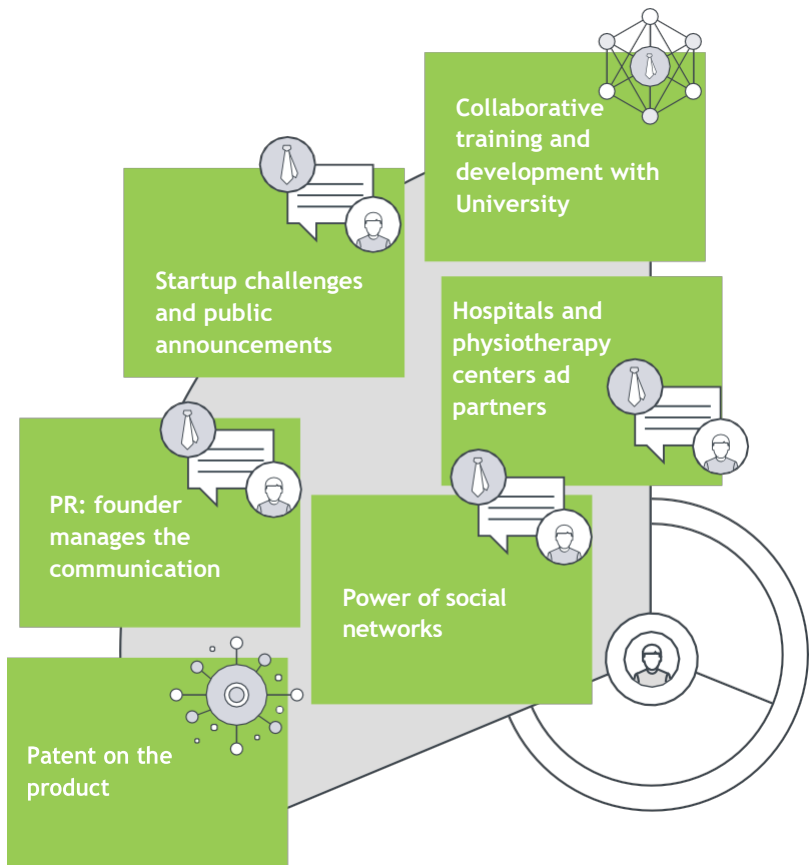 Collaborative
training and
development with
University
Startup challenges
and public
announcements
Hospitals and
physiotherapy
centers ad
partners
PR: founder
manages the
communication
Power of social
networks
Patent on the
product